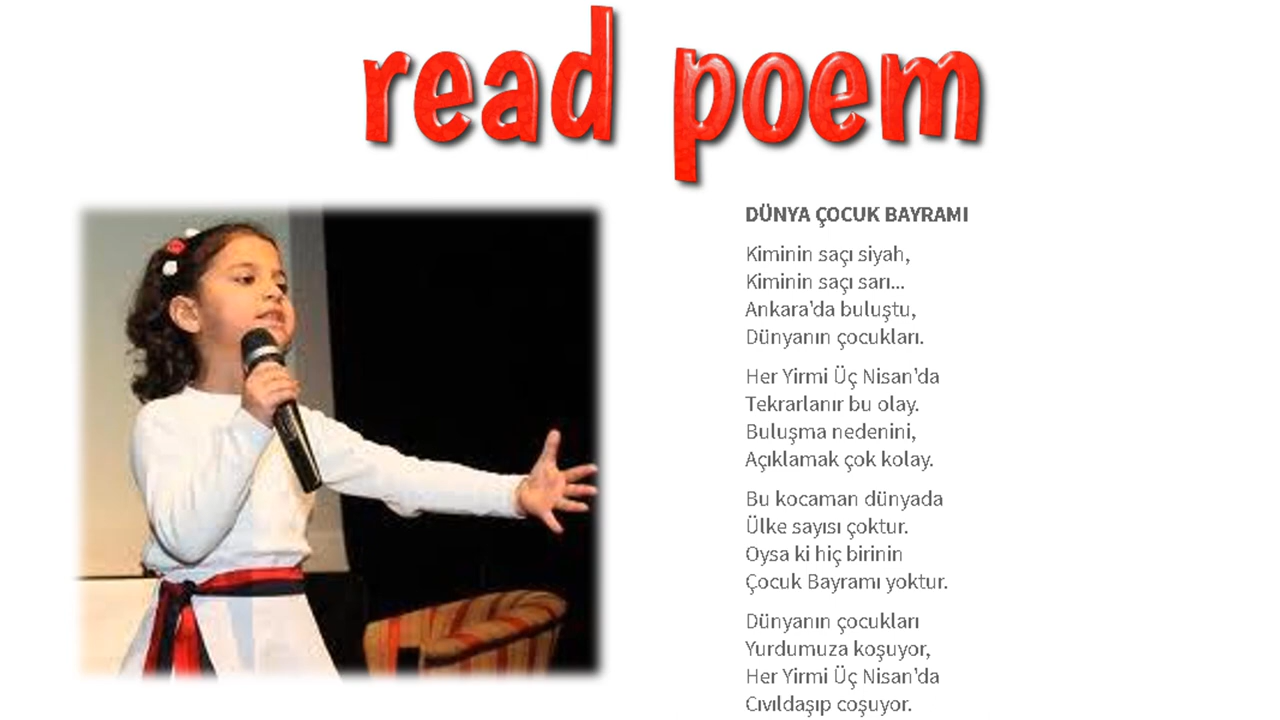 read poem
DÜNYA ÇOCUK BAYRAMI
Kiminin saçı siyah,
Kiminin saçı sarı...
Ankara'da buluştu,
Dünyanın çocukları.
Her Yirmi Üç Nisan'da
Tekrarlanır bu olay.
Buluşma nedenini,
Açıklamak çok kolay.
Bu kocaman dünyada
Ülke sayısı çoktur.
Oysa ki hiç birinin
Çocuk Bayramı yoktur.
Dünyanın çocukları
Yurdumuza koşuyor,
Her Yirmi Üç Nisan'da
Cıvıldaşıp coşuyor.